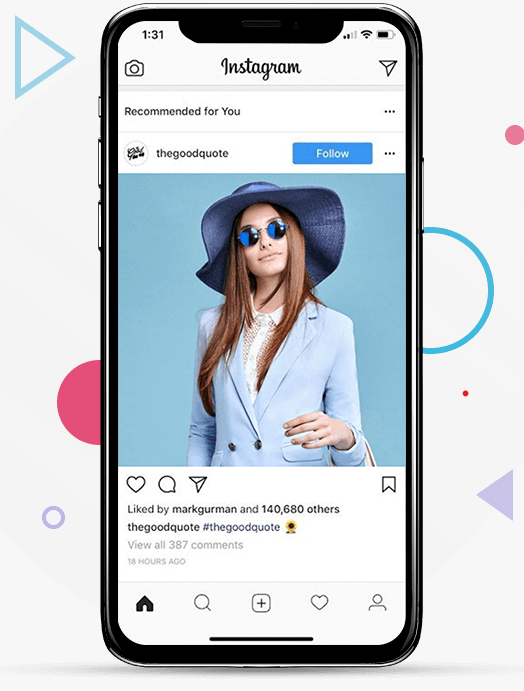 1:31
Instagram
Recommended for You
thegoodquote
Follow
Liked by markgurman and 140,680 others
thegoodquote #thegoodquote 🌻
View all 387 comments
18 HOURS AGO